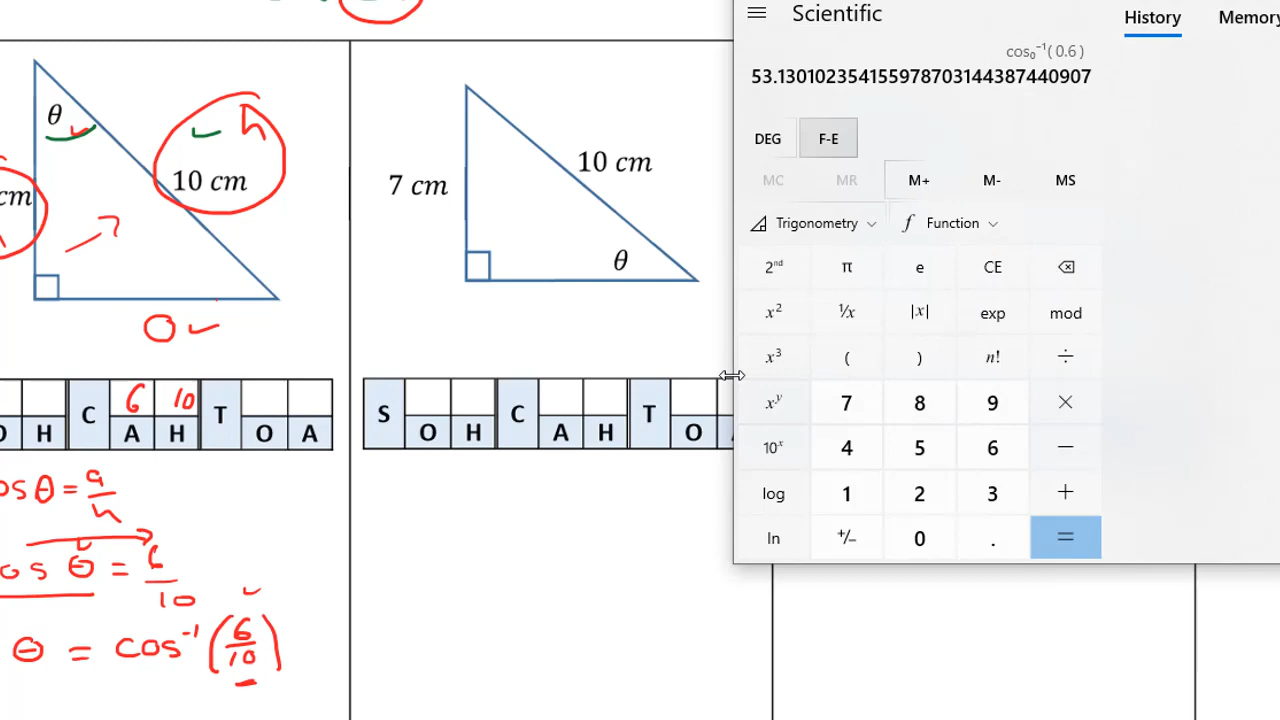 Scientific
History Memory
cos₀⁻¹( 0.6 )
53.130102354155978703144387440907
DEG F-E
MC MR M+ M- MS
Trigonometry f Function
2ⁿᵈ π e CE
x² ¹/x |x| exp mod
x³ ( ) n! ÷
xʸ 7 8 9 ×
10ˣ 4 5 6 −
log 1 2 3 +
ln +/− 0 . =
θ
h
cm
10 cm
O
6 10
H C A H T O A
cos θ = a/h
cos θ = 6/10
θ = cos⁻¹ (6/10)
7 cm
10 cm
θ
S O H C A H T O